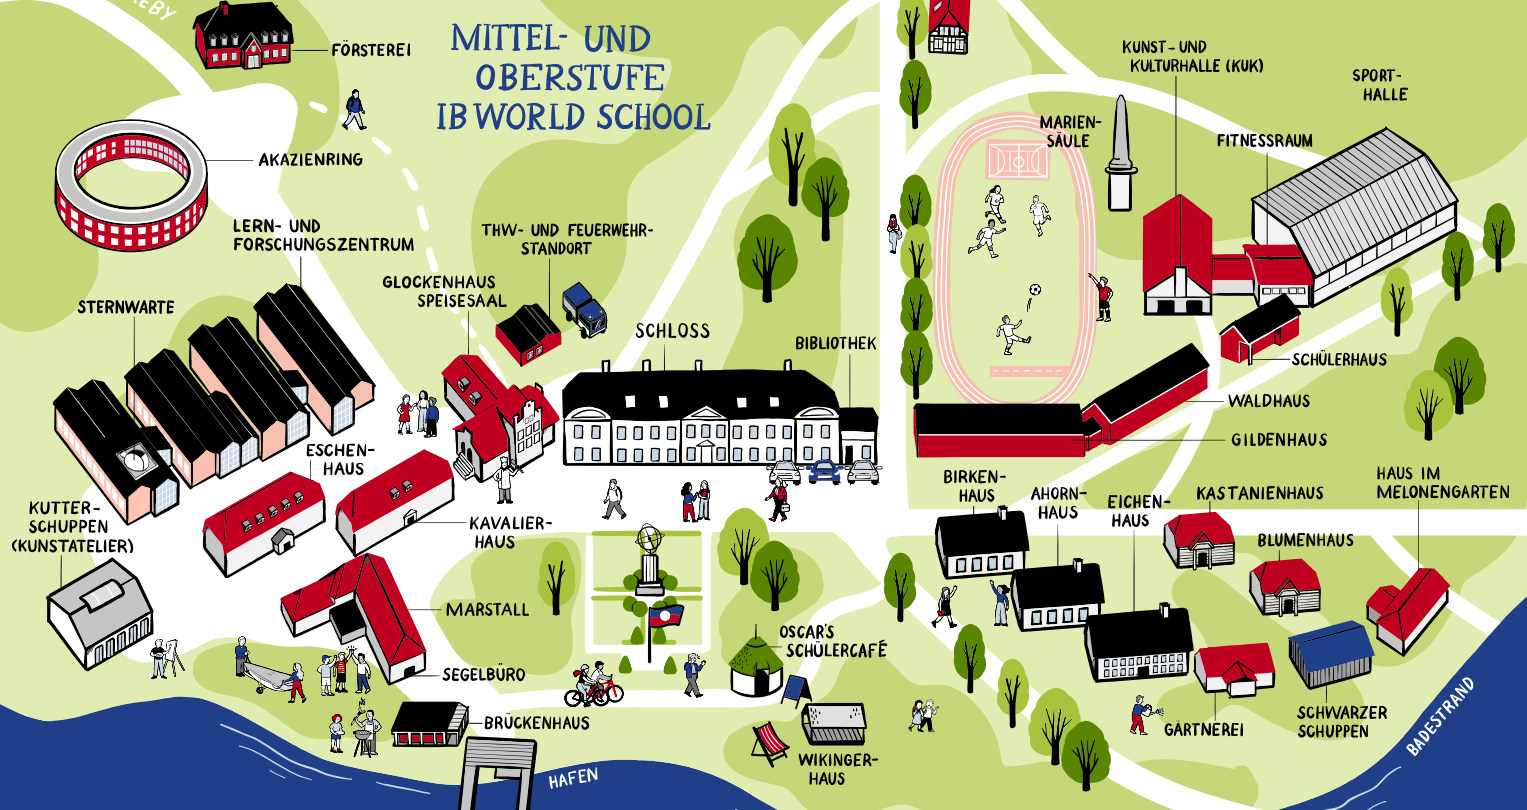 FÖRSTEREI
MITTEL- UND
OBERSTUFE
IB WORLD SCHOOL
KUNST- UND
KULTURHALLE (KUK)
SPORT-
HALLE
MARIEN-
SÄULE
FITNESSRAUM
AKAZIENRING
LERN- UND
FORSCHUNGSZENTRUM
THW- UND FEUERWEHR-
STANDORT
GLOCKENHAUS
SPEISESAAL
STERNWARTE
SCHLOSS
BIBLIOTHEK
SCHÜLERHAUS
WALDHAUS
GILDENHAUS
ESCHEN-
HAUS
BIRKEN-
HAUS
AHORN-
HAUS
EICHEN-
HAUS
KASTANIENHAUS
HAUS IM
MELONENGARTEN
KUTTER-
SCHUPPEN
(KUNSTATELIER)
KAVALIER-
HAUS
BLUMENHAUS
MARSTALL
OSCAR'S
SCHÜLERCAFÉ
SEGELBÜRO
BRÜCKENHAUS
GÄRTNEREI
SCHWARZER
SCHUPPEN
BADESTRAND
WIKINGER-
HAUS
HAFEN